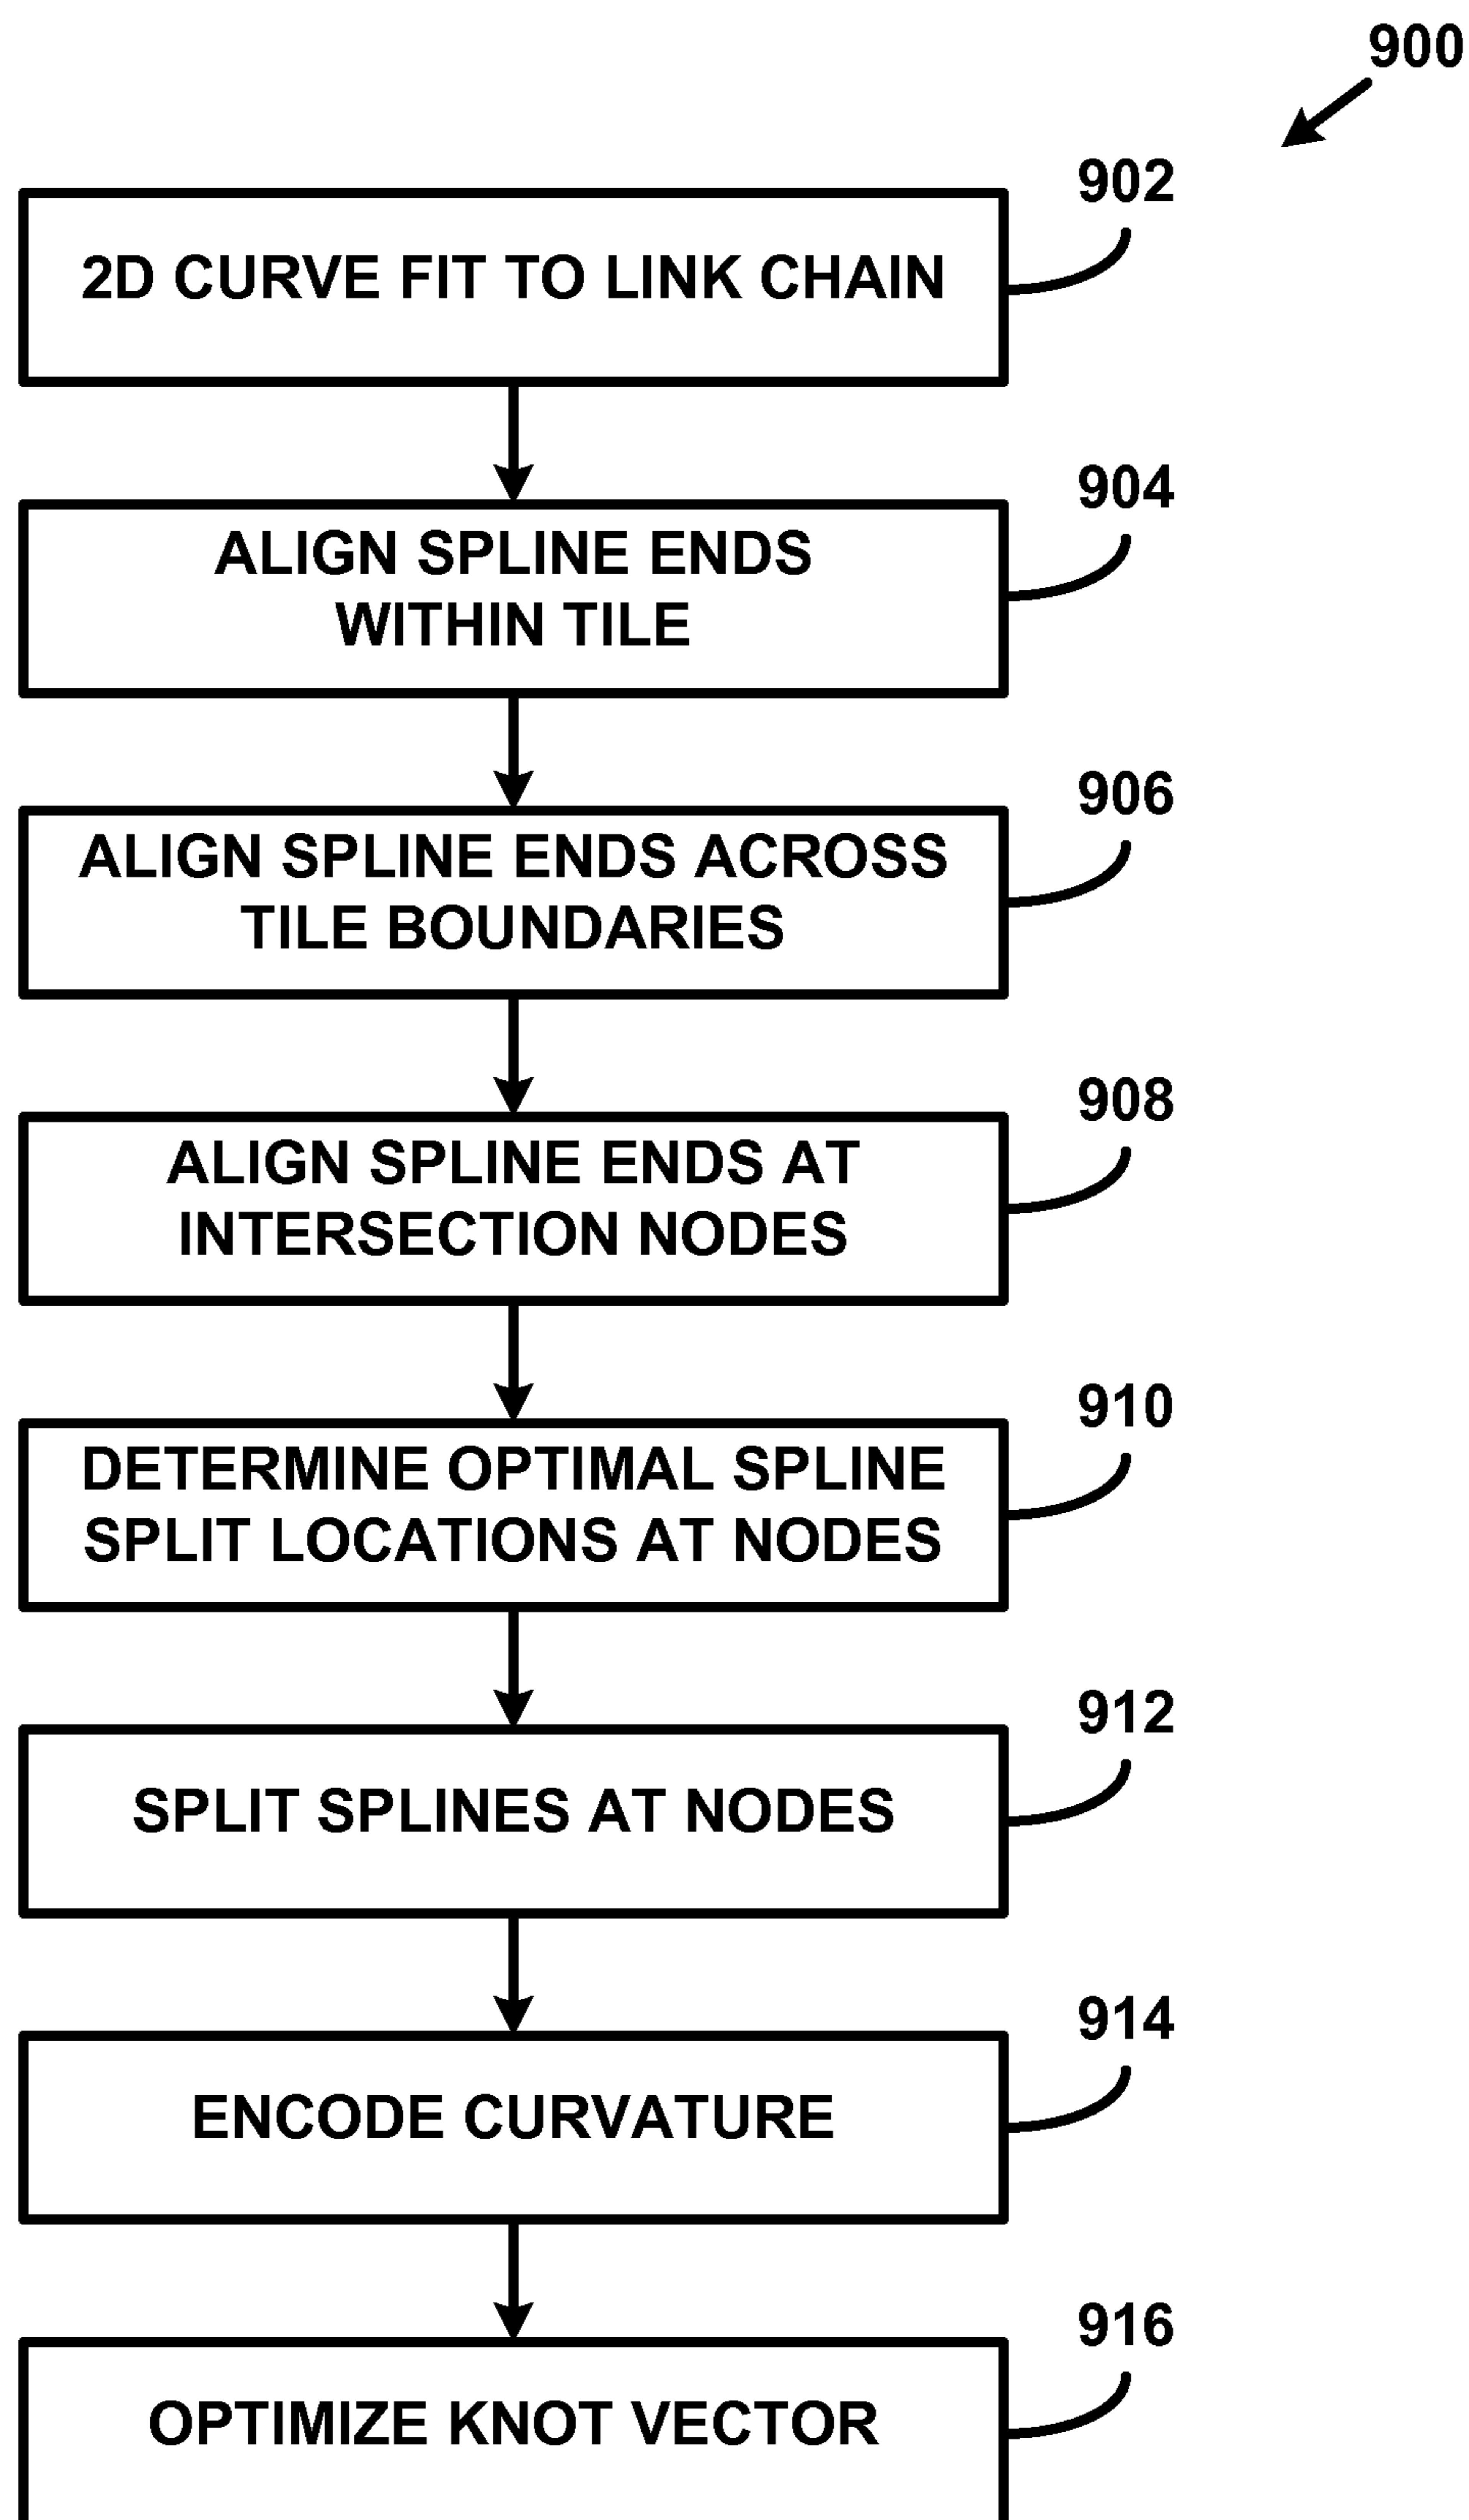 900
902
2D CURVE FIT TO LINK CHAIN
904
ALIGN SPLINE ENDS
WITHIN TILE
906
ALIGN SPLINE ENDS ACROSS
TILE BOUNDARIES
908
ALIGN SPLINE ENDS AT
INTERSECTION NODES
910
DETERMINE OPTIMAL SPLINE
SPLIT LOCATIONS AT NODES
912
SPLIT SPLINES AT NODES
914
ENCODE CURVATURE
916
OPTIMIZE KNOT VECTOR